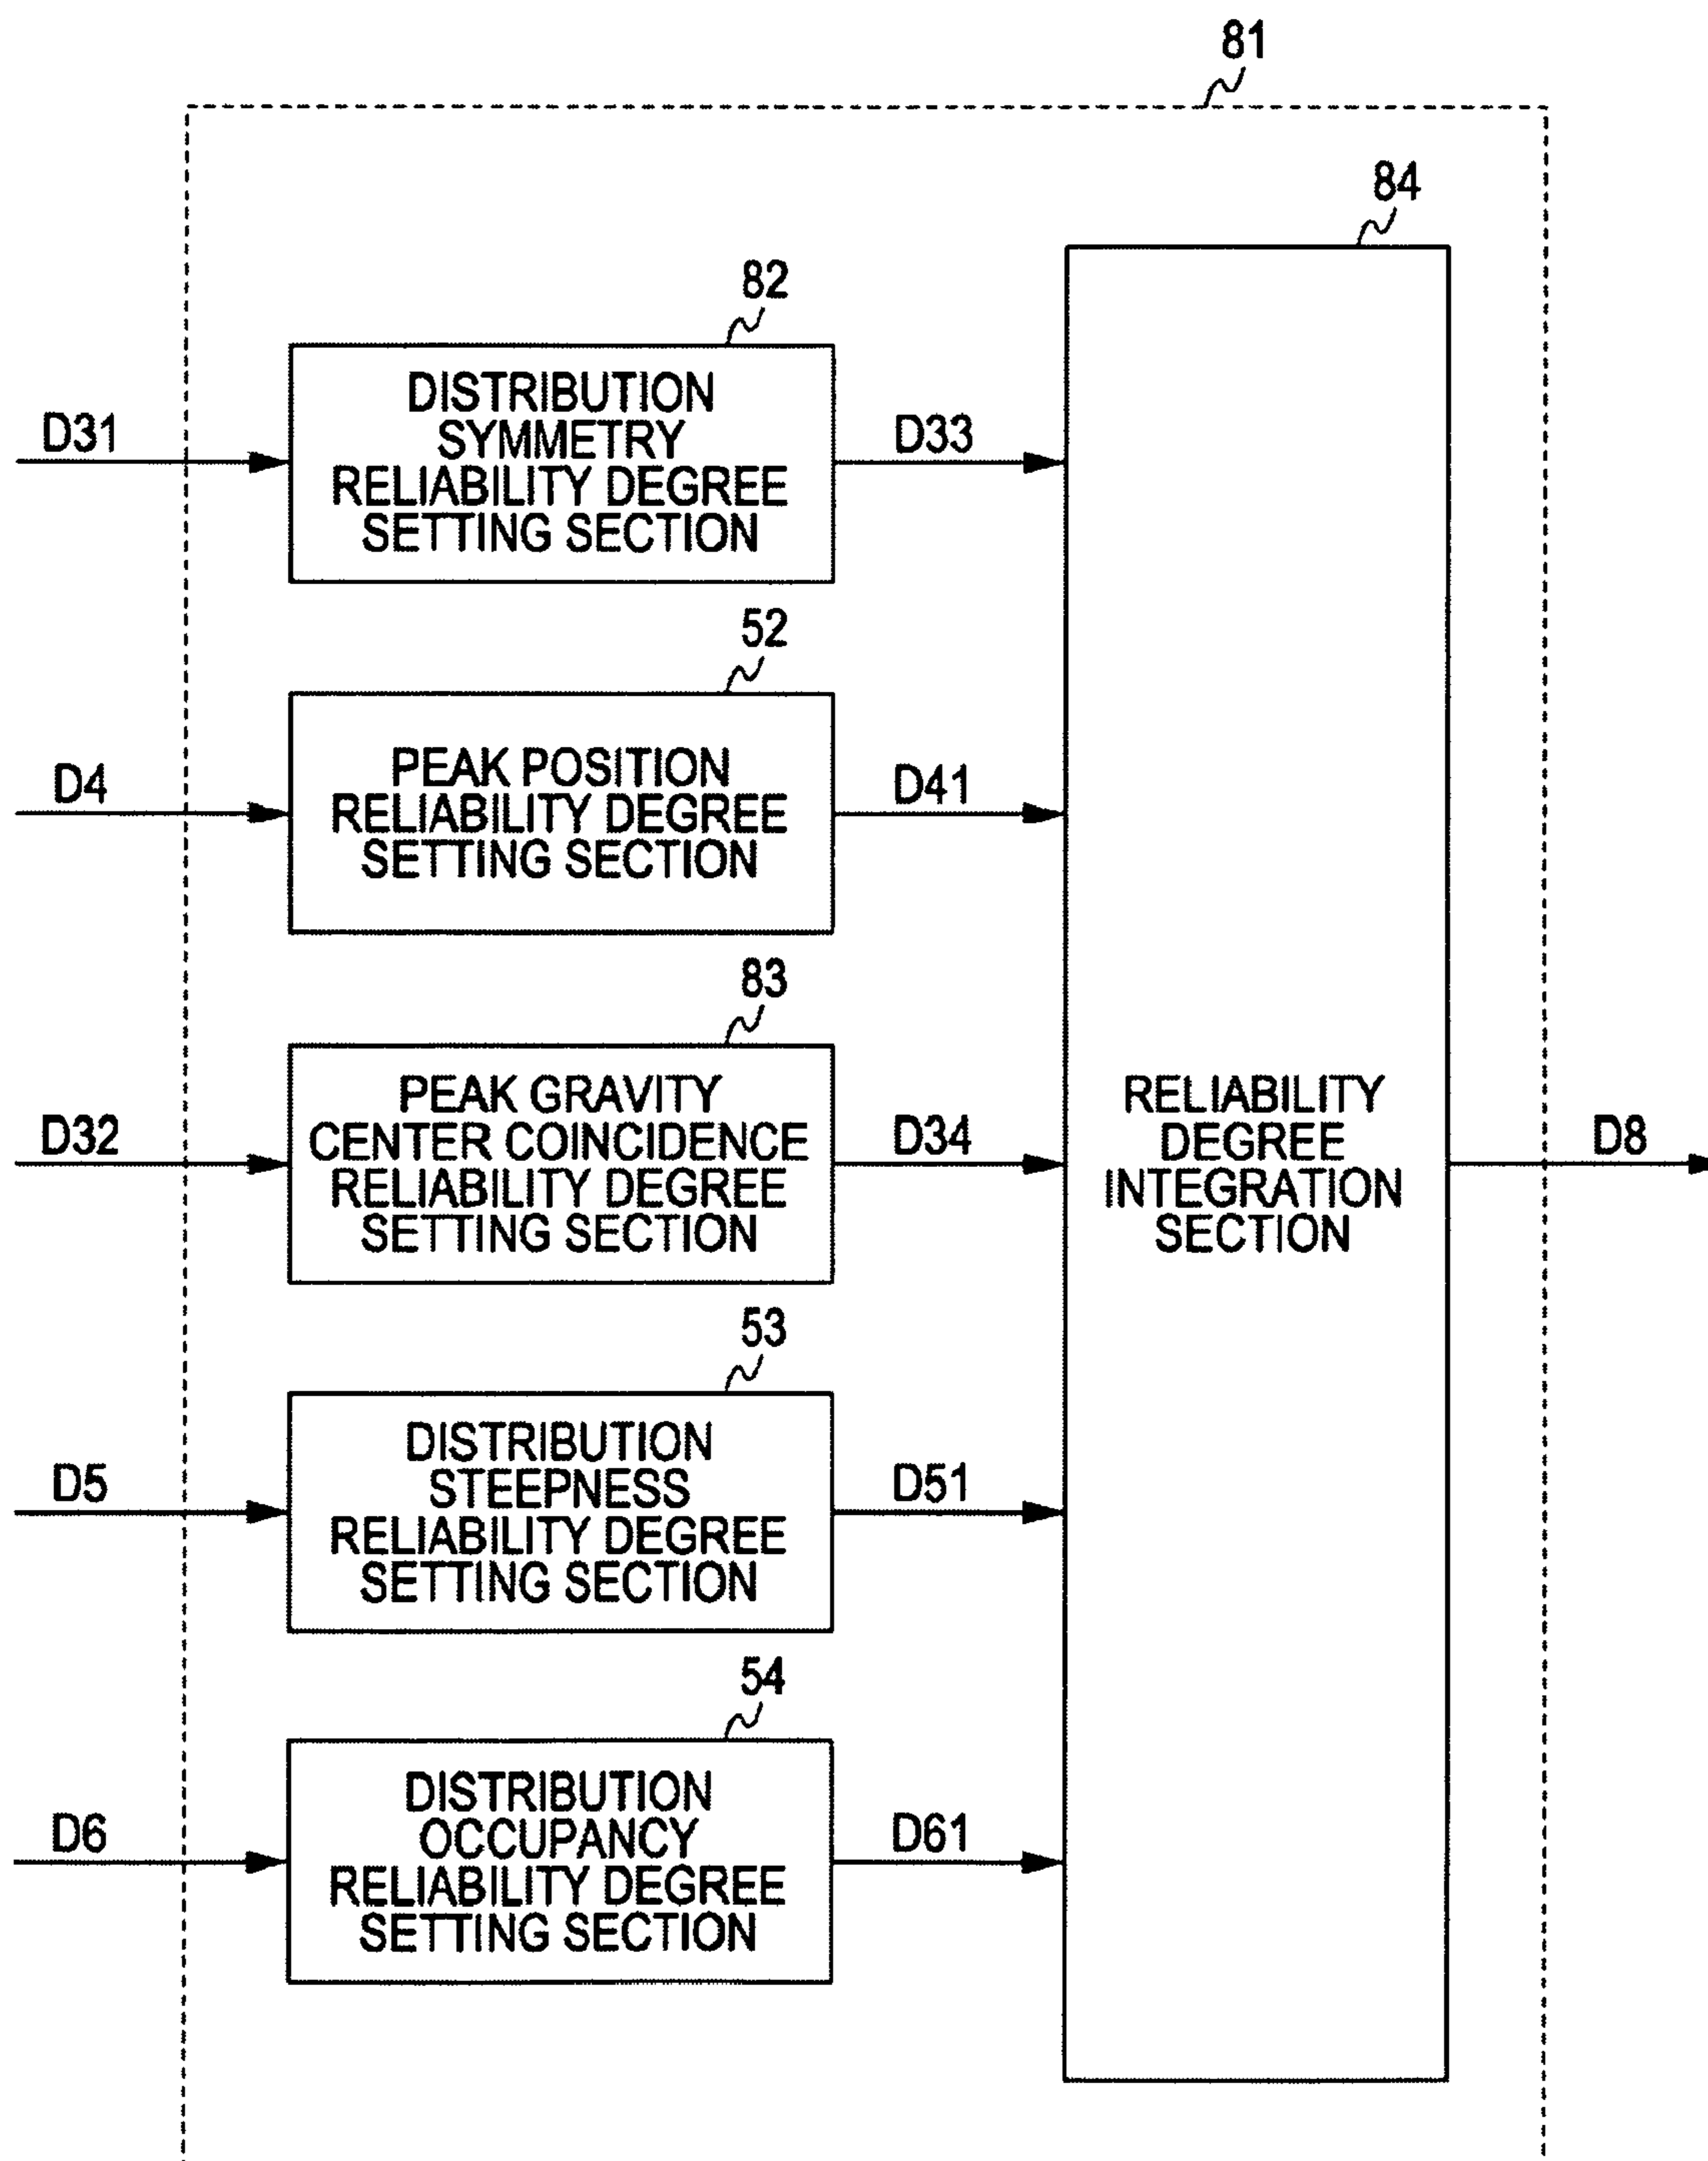 81
84
82
DISTRIBUTION
SYMMETRY
RELIABILITY DEGREE
SETTING SECTION
D31
D33
52
PEAK POSITION
RELIABILITY DEGREE
SETTING SECTION
D4
D41
83
PEAK GRAVITY
CENTER COINCIDENCE
RELIABILITY DEGREE
SETTING SECTION
D32
D34
RELIABILITY
DEGREE
INTEGRATION
SECTION
D8
53
DISTRIBUTION
STEEPNESS
RELIABILITY DEGREE
SETTING SECTION
D5
D51
54
DISTRIBUTION
OCCUPANCY
RELIABILITY DEGREE
SETTING SECTION
D6
D61